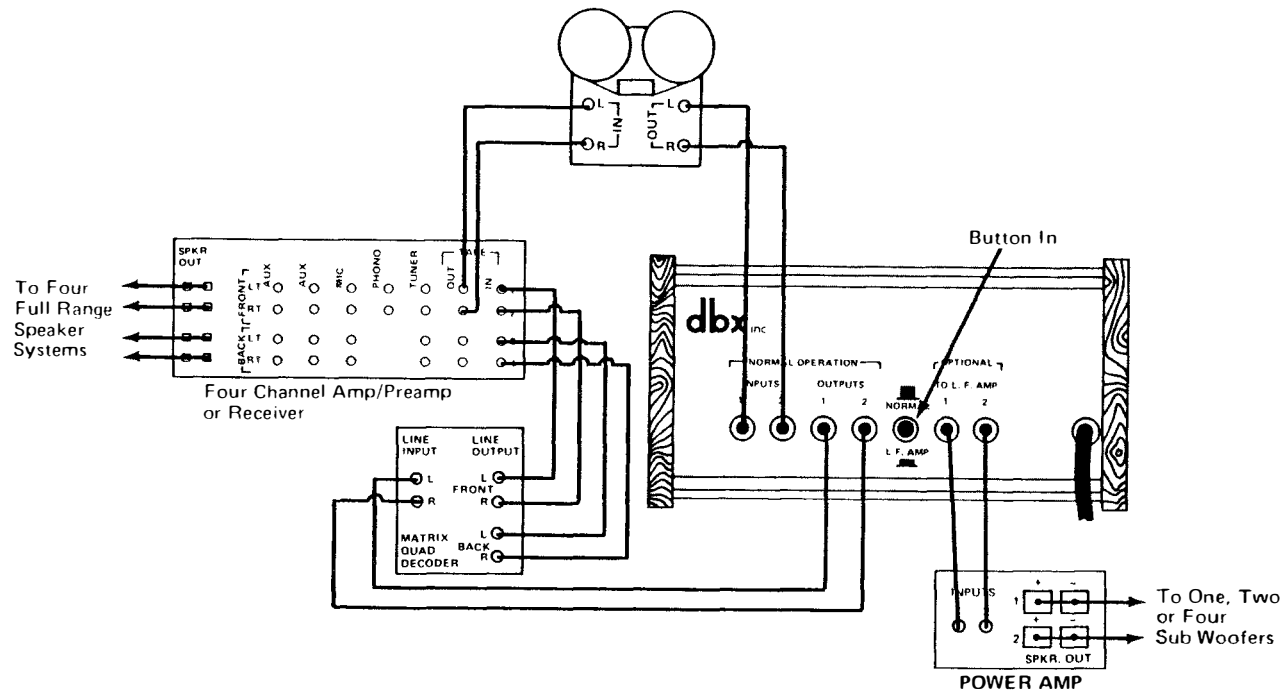 L
IN
R
OUT
L
R
SPKR
OUT
AUX
AUX
MIC
PHONO
TUNER
TAPE
OUT
IN
FRONT
LT
RT
BACK
LT
RT
To Four
Full Range
Speaker
Systems
Four Channel Amp/Preamp
or Receiver
LINE
INPUT
LINE
OUTPUT
L
R
L
FRONT
R
L
BACK
R
MATRIX
QUAD
DECODER
Button In
dbx inc
NORMAL OPERATION
OPTIONAL
INPUTS
OUTPUTS
TO L.F. AMP
1
2
1
2
NORMAL
1
2
L.F. AMP
INPUTS
1
+
-
2
+
-
SPKR. OUT
POWER AMP
To One, Two
or Four
Sub Woofers